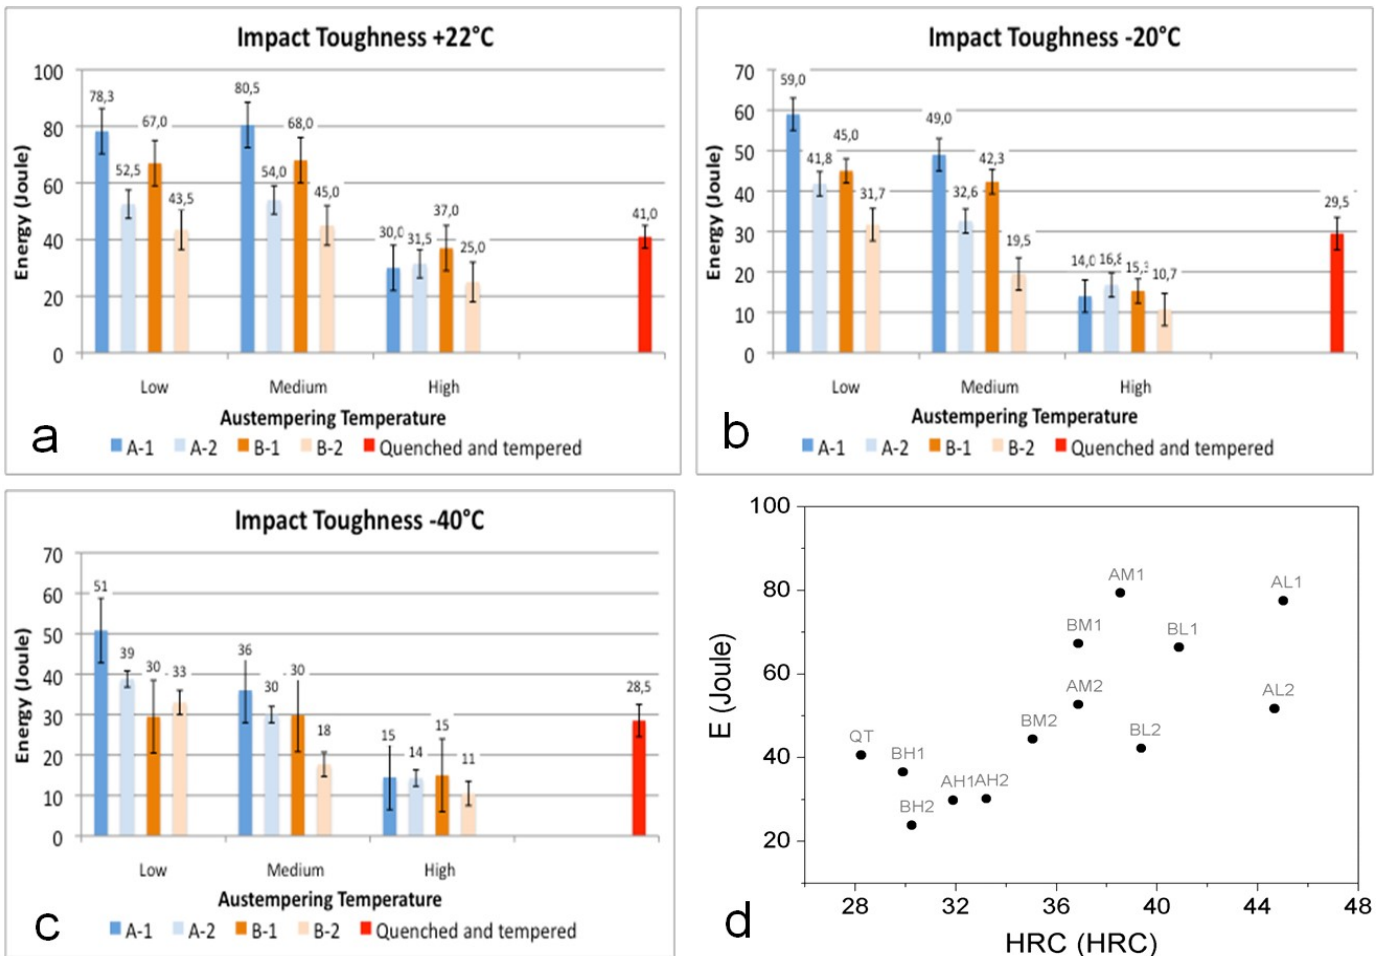 Impact Toughness +22°C
Energy (Joule)
100
80
60
40
20
0
78,3
52,5
67,0
43,5
80,5
54,0
68,0
45,0
30,0
31,5
37,0
25,0
41,0
Low Medium High
Austempering Temperature
A-1 A-2 B-1 B-2 Quenched and tempered
a
Impact Toughness -20°C
Energy (Joule)
70
60
50
40
30
20
10
0
59,0
41,8
45,0
31,7
49,0
32,6
42,3
19,5
14,0
16,8
15,3
10,7
29,5
Low Medium High
Austempering Temperature
A-1 A-2 B-1 B-2 Quenched and tempered
b
Impact Toughness -40°C
Energy (Joule)
70
60
50
40
30
20
10
0
51
39
30
33
36
30
30
18
15
14
15
11
28,5
Low Medium High
Austempering Temperature
A-1 A-2 B-1 B-2 Quenched and tempered
c
E (Joule)
100
80
60
40
20
AM1
AL1
BM1
BL1
AM2
AL2
BM2
BL2
QT
BH1
AH1
AH2
BH2
28 32 36 40 44 48
HRC (HRC)
d